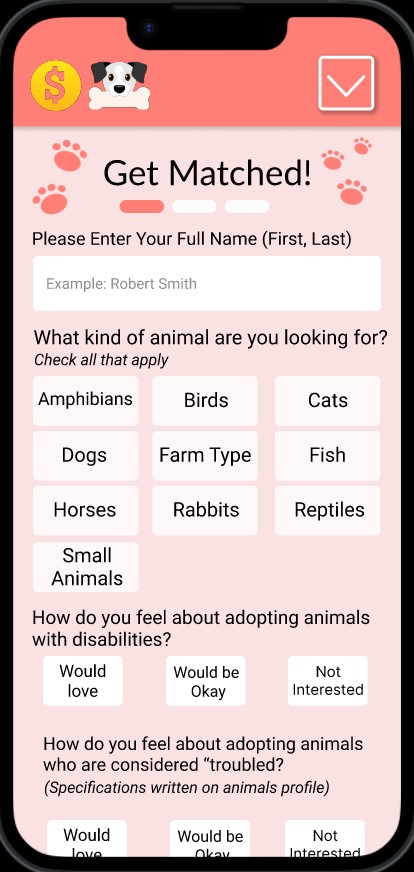 $
Get Matched!
Please Enter Your Full Name (First, Last)
Example: Robert Smith
What kind of animal are you looking for?
Check all that apply
Amphibians
Birds
Cats
Dogs
Farm Type
Fish
Horses
Rabbits
Reptiles
Small
Animals
How do you feel about adopting animals
with disabilities?
Would
love
Would be
Okay
Not
Interested
How do you feel about adopting animals
who are considered “troubled?
(Specifications written on animals profile)
Would
love
Would be
Okay
Not
Interested